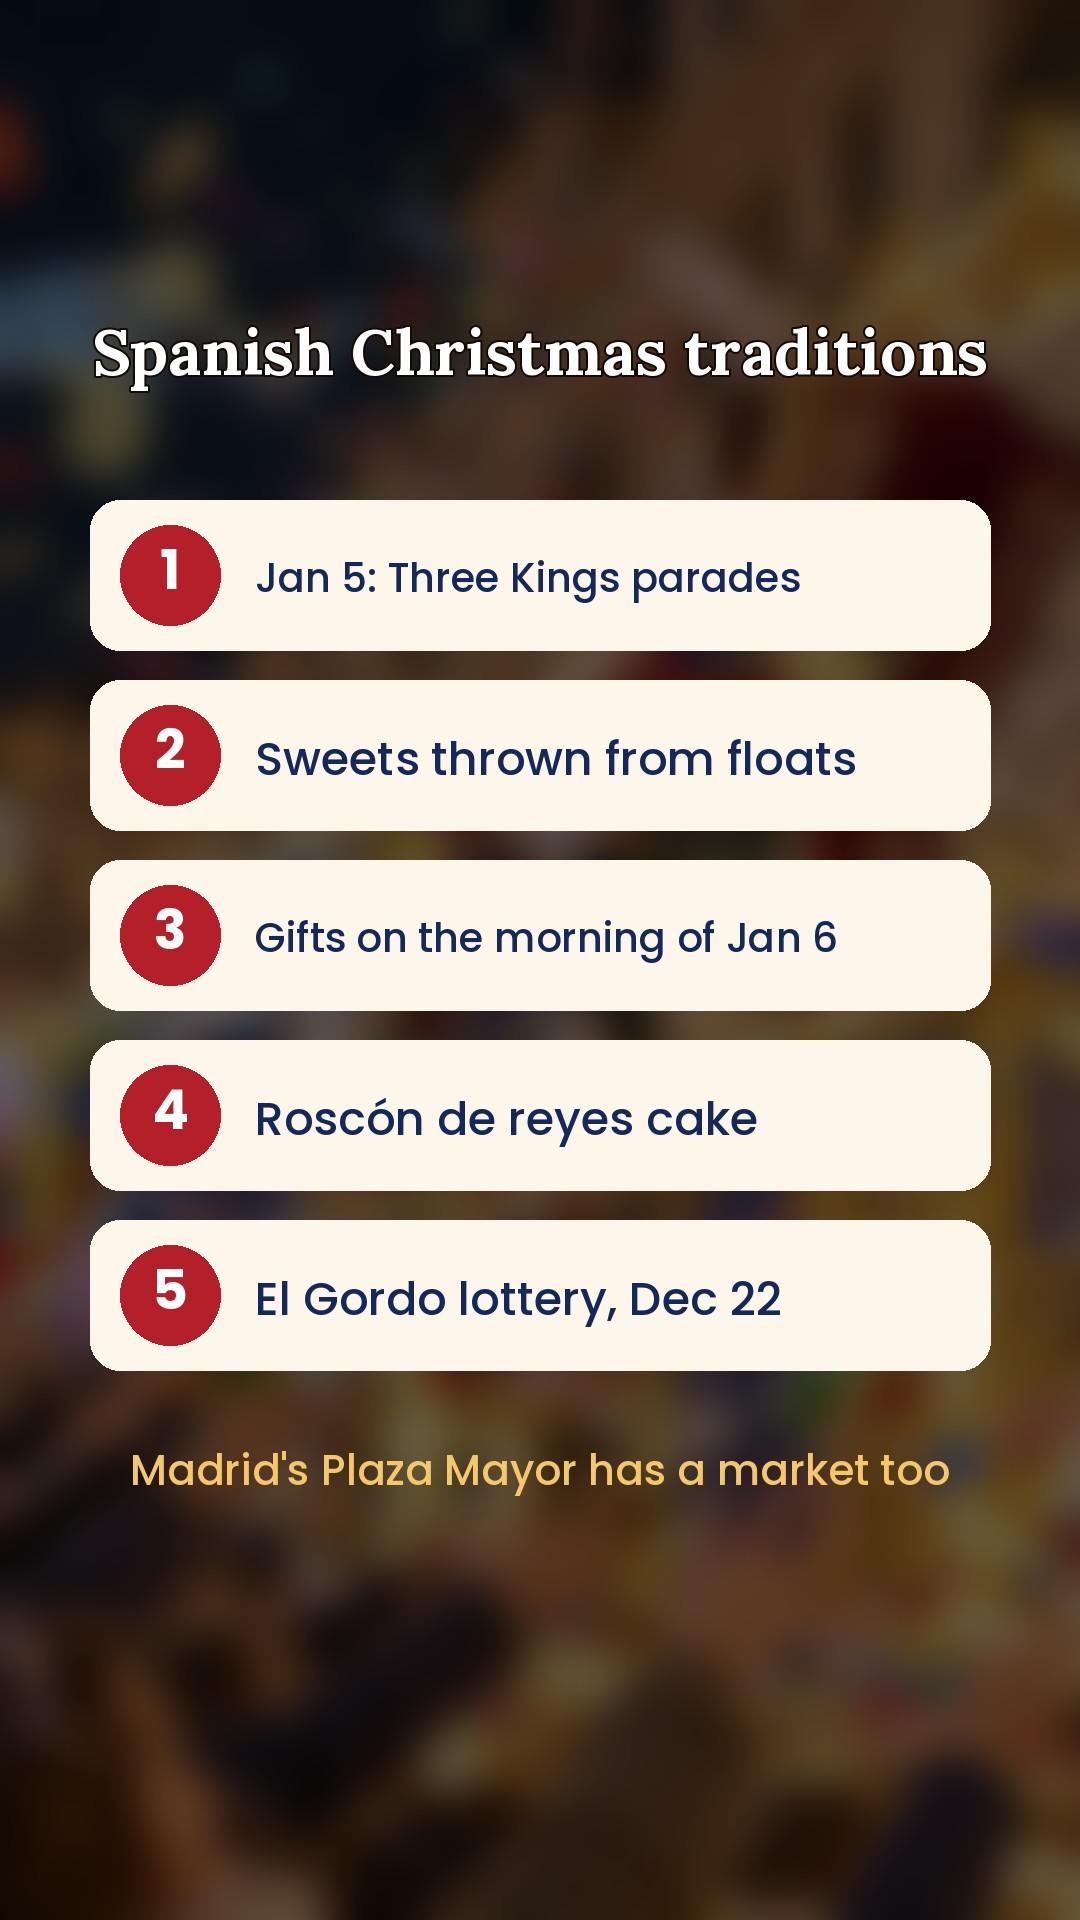 Spanish Christmas traditions
1 Jan 5: Three Kings parades
2 Sweets thrown from floats
3 Gifts on the morning of Jan 6
4 Roscón de reyes cake
5 El Gordo lottery, Dec 22
Madrid's Plaza Mayor has a market too